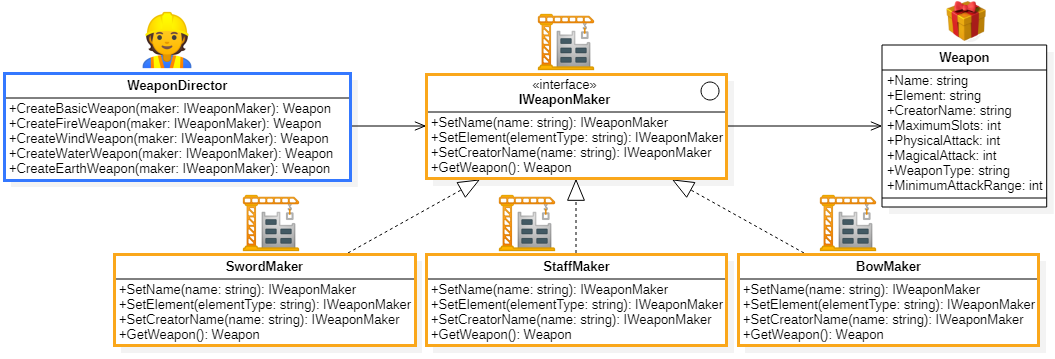 WeaponDirector
+CreateBasicWeapon(maker: IWeaponMaker): Weapon
+CreateFireWeapon(maker: IWeaponMaker): Weapon
+CreateWindWeapon(maker: IWeaponMaker): Weapon
+CreateWaterWeapon(maker: IWeaponMaker): Weapon
+CreateEarthWeapon(maker: IWeaponMaker): Weapon
«interface»
IWeaponMaker
+SetName(name: string): IWeaponMaker
+SetElement(elementType: string): IWeaponMaker
+SetCreatorName(name: string): IWeaponMaker
+GetWeapon(): Weapon
Weapon
+Name: string
+Element: string
+CreatorName: string
+MaximumSlots: int
+PhysicalAttack: int
+MagicalAttack: int
+WeaponType: string
+MinimumAttackRange: int
SwordMaker
+SetName(name: string): IWeaponMaker
+SetElement(elementType: string): IWeaponMaker
+SetCreatorName(name: string): IWeaponMaker
+GetWeapon(): Weapon
StaffMaker
+SetName(name: string): IWeaponMaker
+SetElement(elementType: string): IWeaponMaker
+SetCreatorName(name: string): IWeaponMaker
+GetWeapon(): Weapon
BowMaker
+SetName(name: string): IWeaponMaker
+SetElement(elementType: string): IWeaponMaker
+SetCreatorName(name: string): IWeaponMaker
+GetWeapon(): Weapon